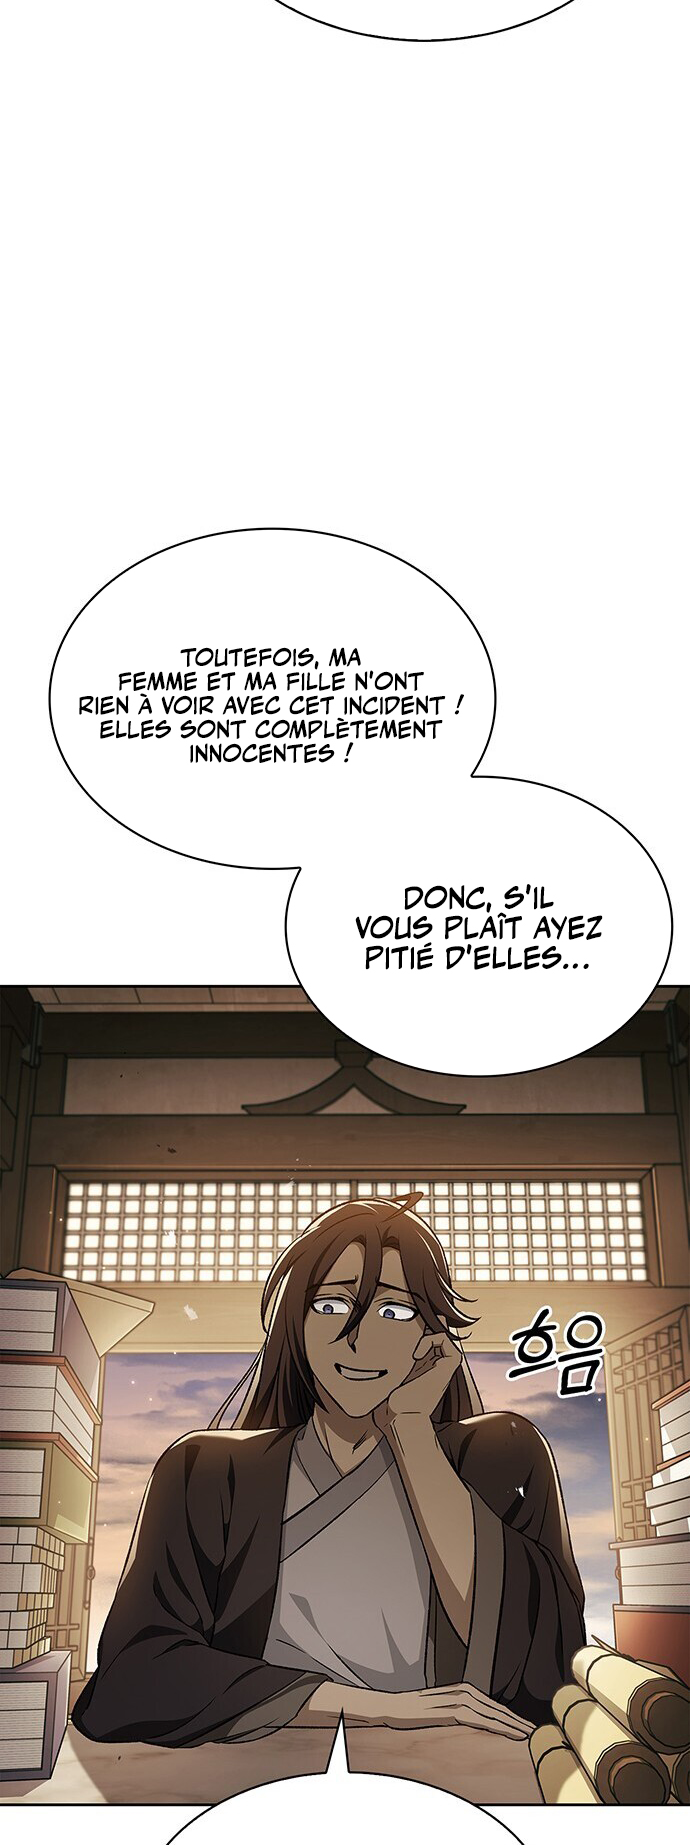 TOUTEFOIS, MA
FEMME ET MA FILLE N'ONT
RIEN À VOIR AVEC CET INCIDENT !
ELLES SONT COMPLÈTEMENT
INNOCENTES !
DONC, S'IL
VOUS PLAÎT AYEZ
PITIÉ D'ELLES...
흐음